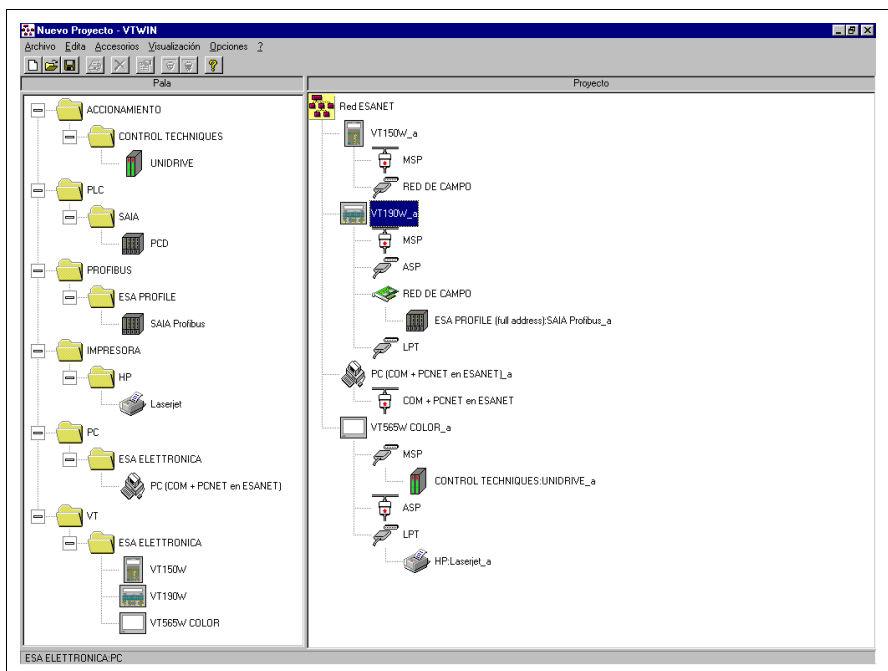 Nuevo Proyecto - VTWIN
Archivo Edita Accesorios Visualización Opciones ?
Pala
Proyecto
ACCIONAMIENTO
CONTROL TECHNIQUES
UNIDRIVE
PLC
SAIA
PCD
PROFIBUS
ESA PROFILE
SAIA Profibus
IMPRESORA
HP
Laserjet
PC
ESA ELETTRONICA
PC (COM + PCNET en ESANET)
VT
ESA ELETTRONICA
VT150W
VT190W
VT565W COLOR
Red ESANET
VT150W_a
MSP
RED DE CAMPO
VT190W_a
MSP
ASP
RED DE CAMPO
ESA PROFILE (full address):SAIA Profibus_a
LPT
PC (COM + PCNET en ESANET)_a
COM + PCNET en ESANET
VT565W COLOR_a
MSP
CONTROL TECHNIQUES:UNIDRIVE_a
ASP
LPT
HP:Laserjet_a
ESA ELETTRONICA:PC